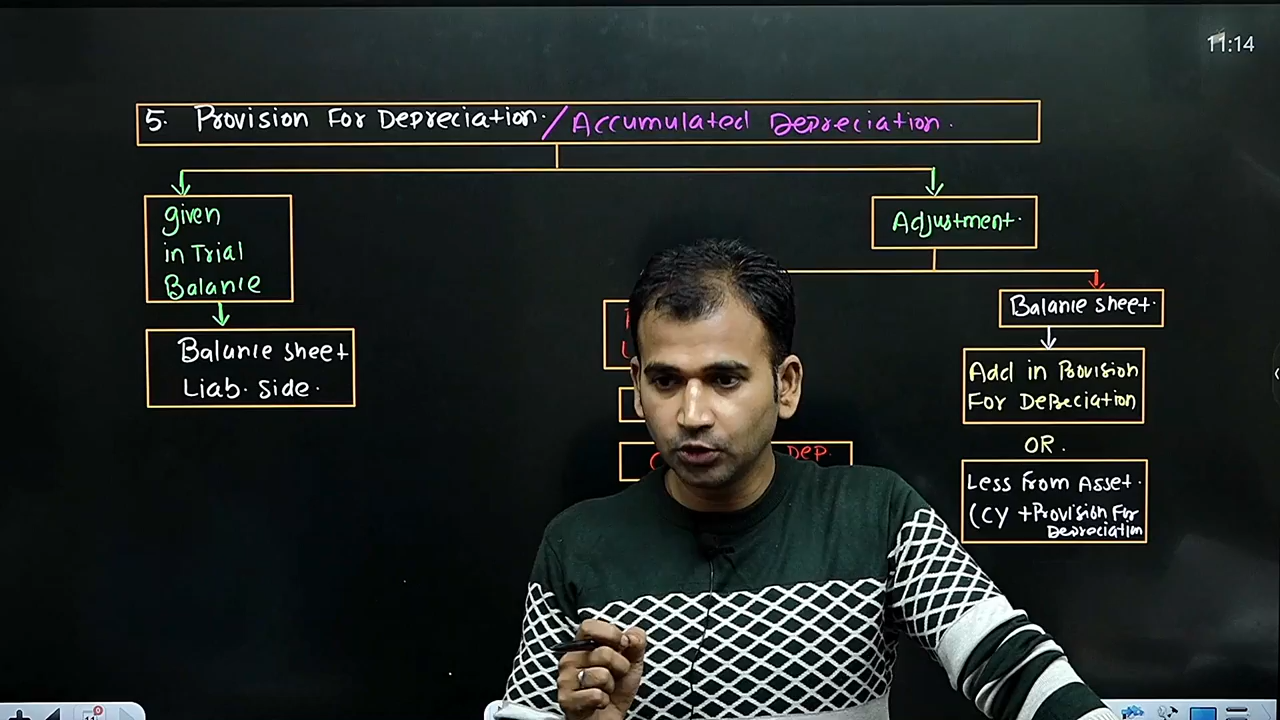 11:14
5. Provision For Depreciation. / Accumulated Depreciation.
given
in Trial
Balance
Adjustment.
Balance sheet
Liab. side.
Dep.
Balance sheet.
Add in Provision
For Depreciation
OR.
Less from Asset.
(CY + Provision For
Depreciation
11